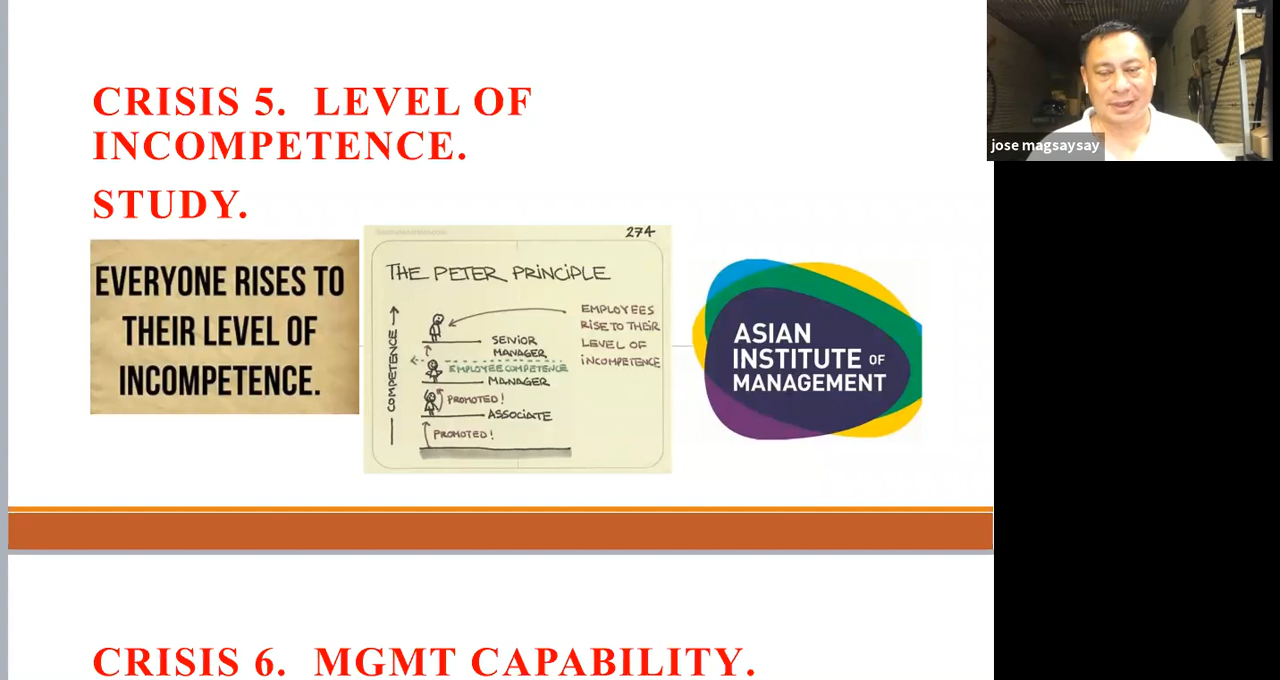 CRISIS 5. LEVEL OF
INCOMPETENCE.
STUDY.
EVERYONE RISES TO
THEIR LEVEL OF
INCOMPETENCE.
274
THE PETER PRINCIPLE
COMPETENCE
EMPLOYEES
RISE TO THEIR
LEVEL OF
INCOMPETENCE
SENIOR
MANAGER
EMPLOYEE COMPETENCE
MANAGER
PROMOTED!
ASSOCIATE
PROMOTED!
ASIAN
INSTITUTE OF
MANAGEMENT
jose magsaysay
CRISIS 6. MGMT CAPABILITY.